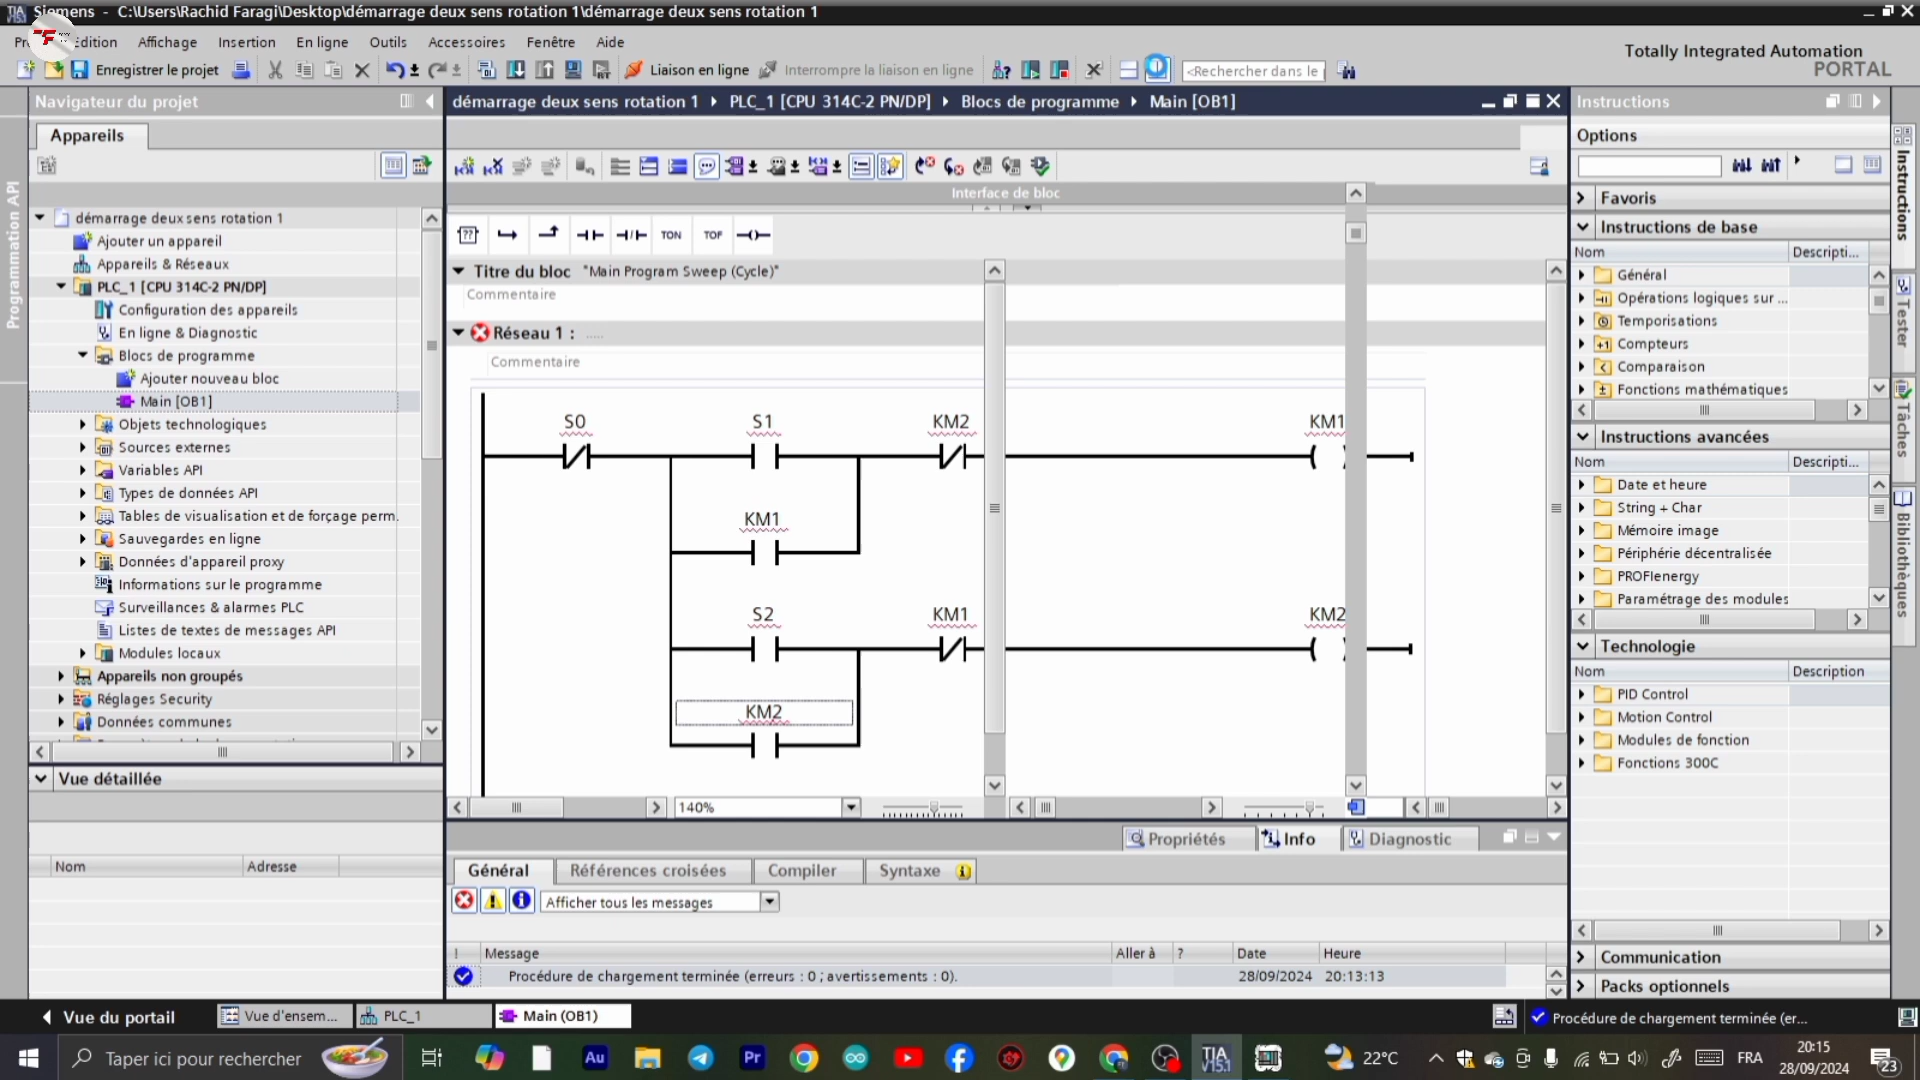 Siemens - C:\Users\Rachid Faragi\Desktop\démarrage deux sens rotation 1\démarrage deux sens rotation 1
Edition Affichage Insertion En ligne Outils Accessoires Fenêtre Aide
Totally Integrated Automation
PORTAL
Enregistrer le projet Liaison en ligne Interrompre la liaison en ligne <Rechercher dans le
Navigateur du projet
démarrage deux sens rotation 1 PLC_1 [CPU 314C-2 PN/DP] Blocs de programme Main [OB1]
Instructions
Appareils
Options
Interface de bloc
Programmation API
démarrage deux sens rotation 1
Ajouter un appareil
Appareils & Réseaux
PLC_1 [CPU 314C-2 PN/DP]
Configuration des appareils
En ligne & Diagnostic
Blocs de programme
Ajouter nouveau bloc
Main [OB1]
Objets technologiques
Sources externes
Variables API
Types de données API
Tables de visualisation et de forçage perm.
Sauvegardes en ligne
Données d'appareil proxy
Informations sur le programme
Surveillances & alarmes PLC
Listes de textes de messages API
Modules locaux
Appareils non groupés
Réglages Security
Données communes
Vue détaillée
Nom Adresse
?? TON TOF
Titre du bloc "Main Program Sweep (Cycle)"
Commentaire
Réseau 1 : .....
Commentaire
S0 S1 KM2 KM1
KM1
S2 KM1 KM2
KM2
140%
Propriétés Info Diagnostic
Général Références croisées Compiler Syntaxe
Afficher tous les messages
! Message Aller à ? Date Heure
Procédure de chargement terminée (erreurs : 0 ; avertissements : 0). 28/09/2024 20:13:13
Favoris
Instructions de base
Nom Descripti...
Général
Opérations logiques sur ...
Temporisations
Compteurs
Comparaison
Fonctions mathématiques
Instructions avancées
Nom Descripti...
Date et heure
String + Char
Mémoire image
Périphérie décentralisée
PROFIenergy
Paramétrage des modules
Technologie
Nom Description
PID Control
Motion Control
Modules de fonction
Fonctions 300C
Communication
Packs optionnels
Instructions
Tester
Tâches
Bibliothèques
Vue du portail Vue d'ensem... PLC_1 Main (OB1) Procédure de chargement terminée (er...
Taper ici pour rechercher Au Pr TIA V15.1 22°C FRA 20:15
28/09/2024 23